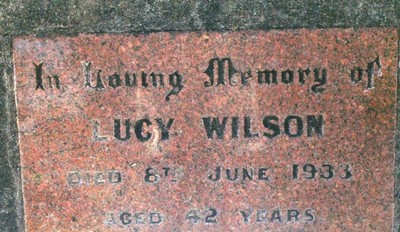 In Loving Memory of
LUCY WILSON
DIED 8TH JUNE 1933
AGED 42 YEARS